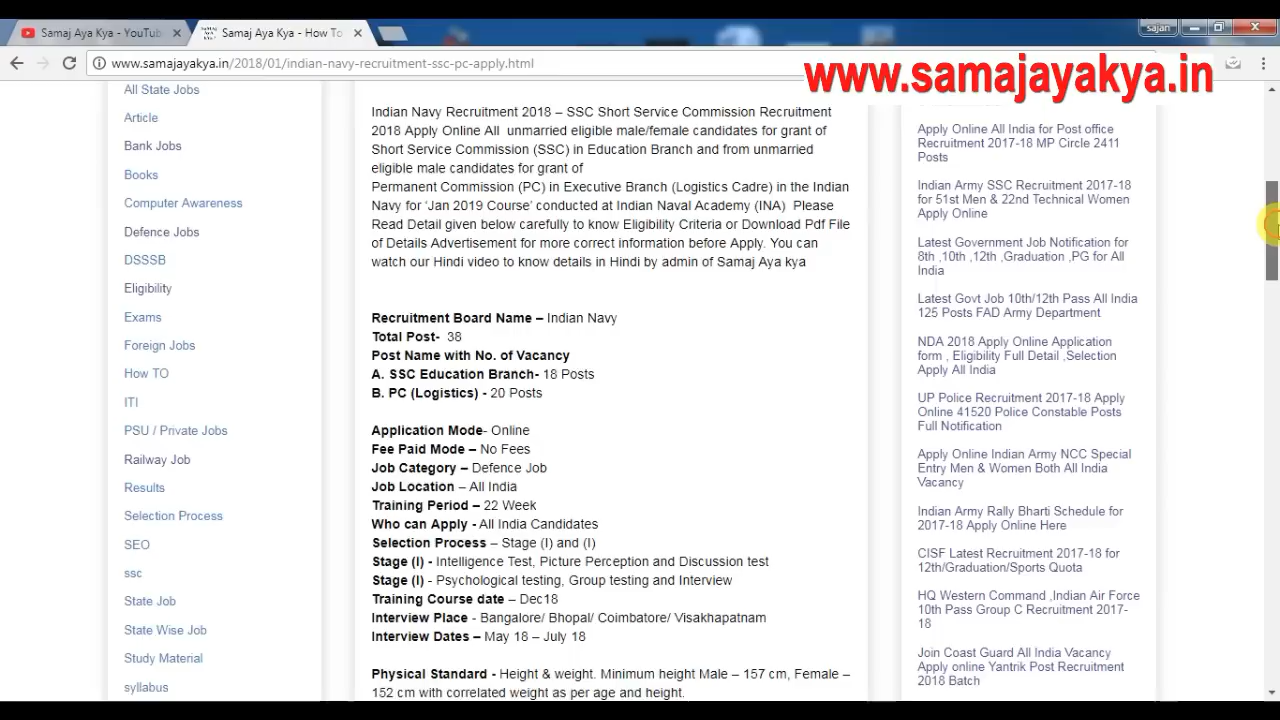 Samaj Aya Kya - YouTub
Samaj Aya Kya - How To
sajan
www.samajayakya.in/2018/01/indian-navy-recruitment-ssc-pc-apply.html
www.samajayakya.in
All State Jobs
Article
Bank Jobs
Books
Computer Awareness
Defence Jobs
DSSSB
Eligibility
Exams
Foreign Jobs
How TO
ITI
PSU / Private Jobs
Railway Job
Results
Selection Process
SEO
ssc
State Job
State Wise Job
Study Material
syllabus
Indian Navy Recruitment 2018 – SSC Short Service Commission Recruitment
2018 Apply Online All unmarried eligible male/female candidates for grant of
Short Service Commission (SSC) in Education Branch and from unmarried
eligible male candidates for grant of
Permanent Commission (PC) in Executive Branch (Logistics Cadre) in the Indian
Navy for ‘Jan 2019 Course’ conducted at Indian Naval Academy (INA) Please
Read Detail given below carefully to know Eligibility Criteria or Download Pdf File
of Details Advertisement for more correct information before Apply. You can
watch our Hindi video to know details in Hindi by admin of Samaj Aya kya
Recruitment Board Name – Indian Navy
Total Post- 38
Post Name with No. of Vacancy
A. SSC Education Branch- 18 Posts
B. PC (Logistics) - 20 Posts
Application Mode- Online
Fee Paid Mode – No Fees
Job Category – Defence Job
Job Location – All India
Training Period – 22 Week
Who can Apply - All India Candidates
Selection Process – Stage (I) and (I)
Stage (I) - Intelligence Test, Picture Perception and Discussion test
Stage (I) - Psychological testing, Group testing and Interview
Training Course date – Dec18
Interview Place - Bangalore/ Bhopal/ Coimbatore/ Visakhapatnam
Interview Dates – May 18 – July 18
Physical Standard - Height & weight. Minimum height Male – 157 cm, Female –
152 cm with correlated weight as per age and height.
Apply Online All India for Post office
Recruitment 2017-18 MP Circle 2411
Posts
Indian Army SSC Recruitment 2017-18
for 51st Men & 22nd Technical Women
Apply Online
Latest Government Job Notification for
8th ,10th ,12th ,Graduation ,PG for All
India
Latest Govt Job 10th/12th Pass All India
125 Posts FAD Army Department
NDA 2018 Apply Online Application
form , Eligibility Full Detail ,Selection
Apply All India
UP Police Recruitment 2017-18 Apply
Online 41520 Police Constable Posts
Full Notification
Apply Online Indian Army NCC Special
Entry Men & Women Both All India
Vacancy
Indian Army Rally Bharti Schedule for
2017-18 Apply Online Here
CISF Latest Recruitment 2017-18 for
12th/Graduation/Sports Quota
HQ Western Command ,Indian Air Force
10th Pass Group C Recruitment 2017-
18
Join Coast Guard All India Vacancy
Apply online Yantrik Post Recruitment
2018 Batch